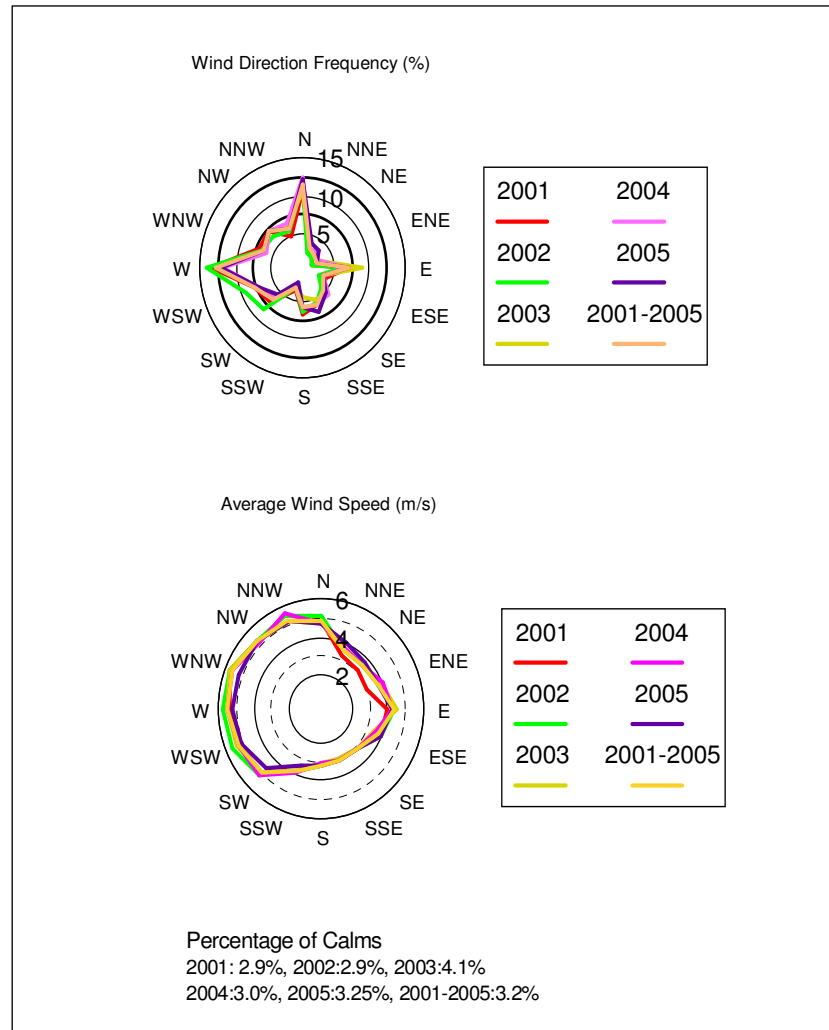 Wind Direction Frequency (%)
N
NNW
NNE
15
NW
NE
10
WNW
ENE
5
W
E
WSW
ESE
SW
SE
SSW
SSE
S
2001
2004
2002
2005
2003
2001-2005
Average Wind Speed (m/s)
N
NNW
NNE
6
NW
NE
4
WNW
ENE
2
W
E
WSW
ESE
SW
SE
SSW
SSE
S
2001
2004
2002
2005
2003
2001-2005
Percentage of Calms
2001: 2.9%, 2002:2.9%, 2003:4.1%
2004:3.0%, 2005:3.25%, 2001-2005:3.2%